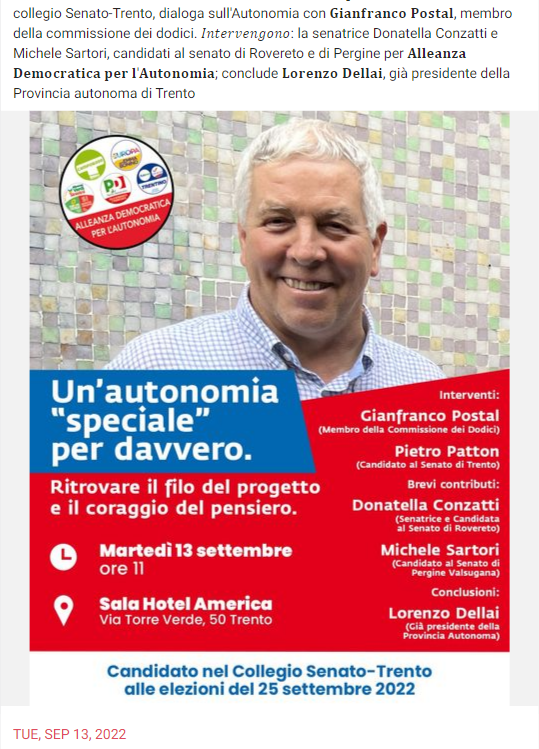 collegio Senato-Trento, dialoga sull'Autonomia con Gianfranco Postal, membro
della commissione dei dodici. Intervengono: la senatrice Donatella Conzatti e
Michele Sartori, candidati al senato di Rovereto e di Pergine per Alleanza
Democratica per l'Autonomia; conclude Lorenzo Dellai, già presidente della
Provincia autonoma di Trento
+EUROPA
PD
TRENTINO
ALLEANZA DEMOCRATICA
PER L'AUTONOMIA
Un'autonomia
"speciale"
per davvero.
Ritrovare il filo del progetto
e il coraggio del pensiero.
Martedì 13 settembre
ore 11
Sala Hotel America
Via Torre Verde, 50 Trento
Interventi:
Gianfranco Postal
(Membro della Commissione dei Dodici)
Pietro Patton
(Candidato al Senato di Trento)
Brevi contributi:
Donatella Conzatti
(Senatrice e Candidata
al Senato di Rovereto)
Michele Sartori
(Candidato al Senato di
Pergine Valsugana)
Conclusioni:
Lorenzo Dellai
(Già presidente della
Provincia Autonoma)
Candidato nel Collegio Senato-Trento
alle elezioni del 25 settembre 2022
TUE, SEP 13, 2022